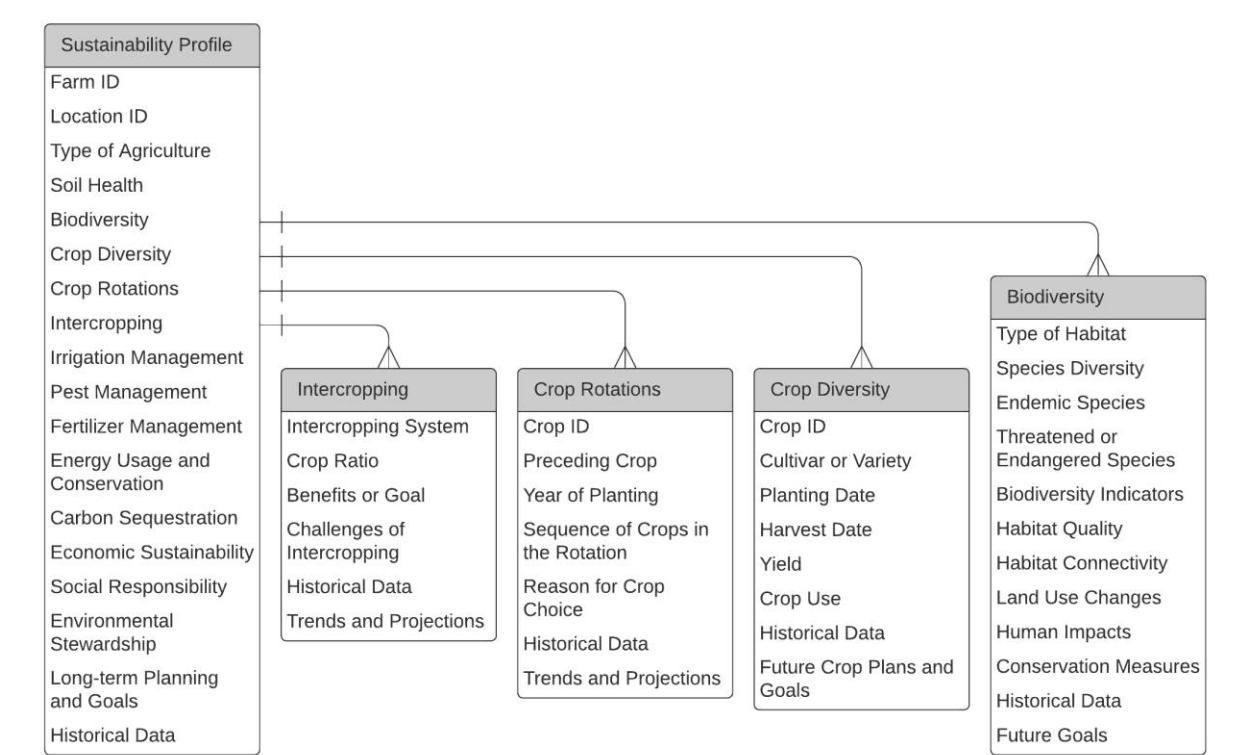 Sustainability Profile
Farm ID
Location ID
Type of Agriculture
Soil Health
Biodiversity
Crop Diversity
Crop Rotations
Intercropping
Irrigation Management
Pest Management
Fertilizer Management
Energy Usage and
Conservation
Carbon Sequestration
Economic Sustainability
Social Responsibility
Environmental
Stewardship
Long-term Planning
and Goals
Historical Data
Intercropping
Intercropping System
Crop Ratio
Benefits or Goal
Challenges of
Intercropping
Historical Data
Trends and Projections
Crop Rotations
Crop ID
Preceding Crop
Year of Planting
Sequence of Crops in
the Rotation
Reason for Crop
Choice
Historical Data
Trends and Projections
Crop Diversity
Crop ID
Cultivar or Variety
Planting Date
Harvest Date
Yield
Crop Use
Historical Data
Future Crop Plans and
Goals
Biodiversity
Type of Habitat
Species Diversity
Endemic Species
Threatened or
Endangered Species
Biodiversity Indicators
Habitat Quality
Habitat Connectivity
Land Use Changes
Human Impacts
Conservation Measures
Historical Data
Future Goals